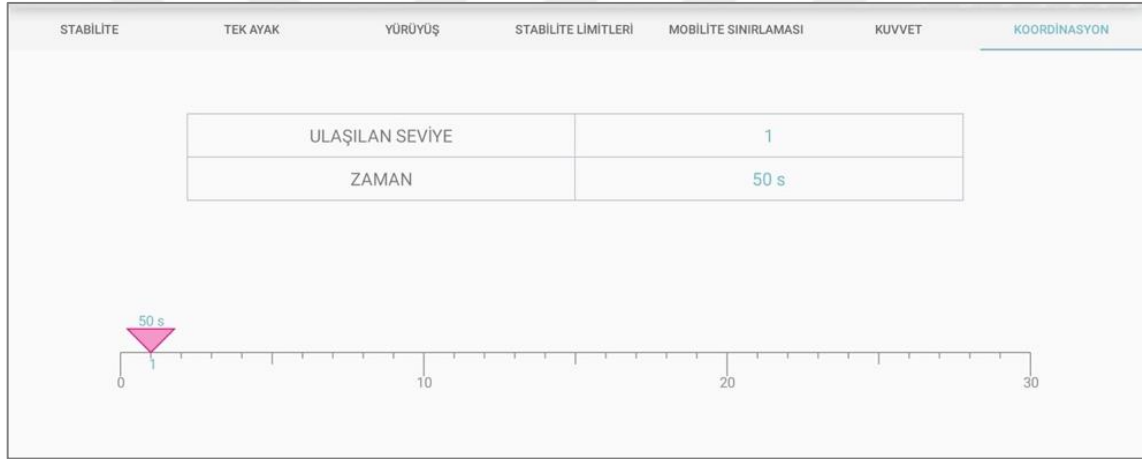 STABİLİTE TEK AYAK YÜRÜYÜŞ STABİLİTE LİMİTLERİ MOBİLİTE SINIRLAMASI KUVVET KOORDİNASYON
ULAŞILAN SEVİYE 1
ZAMAN 50 s
50 s
1
0 10 20 30